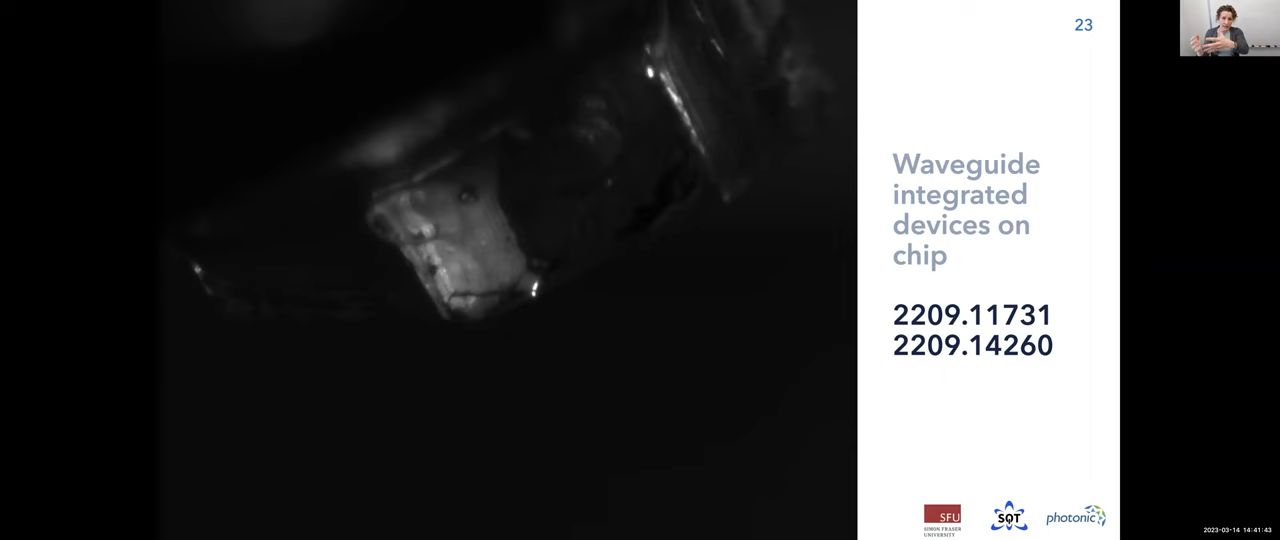 23
Waveguide
integrated
devices on
chip
2209.11731
2209.14260
SFU
SIMON FRASER
UNIVERSITY
SQT
photonic
2023-03-14 14:41:43